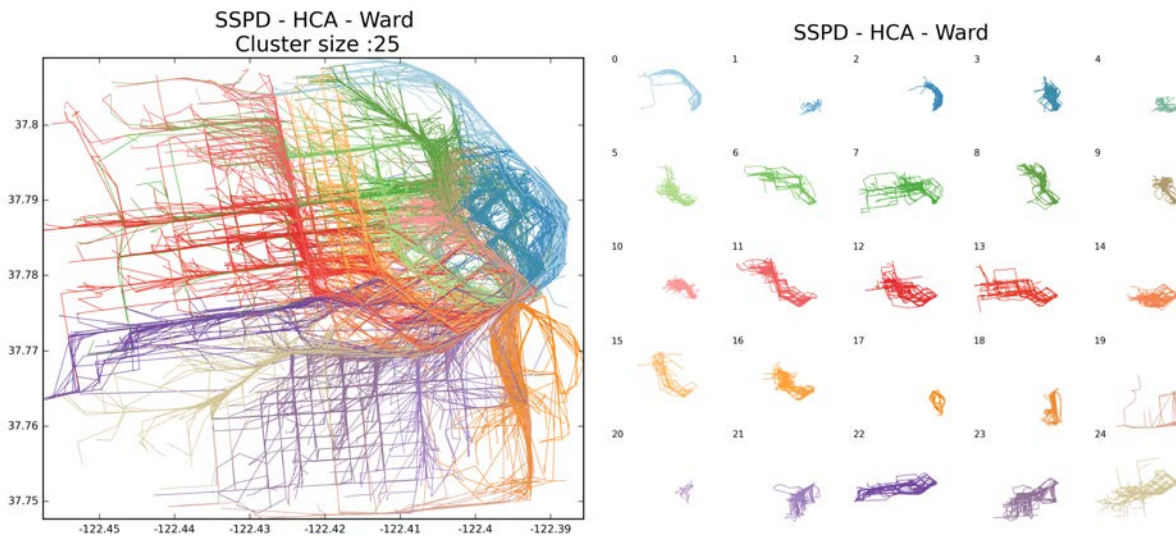 SSPD - HCA - Ward
Cluster size :25
37.8
37.79
37.78
37.77
37.76
37.75
-122.45 -122.44 -122.43 -122.42 -122.41 -122.4 -122.39
SSPD - HCA - Ward
0 1 2 3 4
5 6 7 8 9
10 11 12 13 14
15 16 17 18 19
20 21 22 23 24